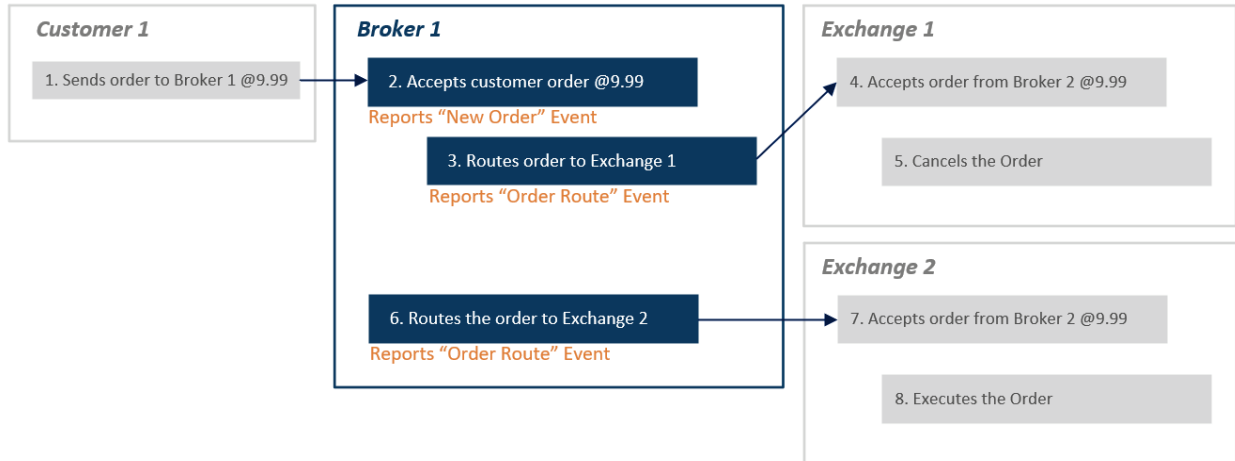 Customer 1
1. Sends order to Broker 1 @9.99
Broker 1
2. Accepts customer order @9.99
Reports “New Order” Event
3. Routes order to Exchange 1
Reports “Order Route” Event
6. Routes the order to Exchange 2
Reports “Order Route” Event
Exchange 1
4. Accepts order from Broker 2 @9.99
5. Cancels the Order
Exchange 2
7. Accepts order from Broker 2 @9.99
8. Executes the Order